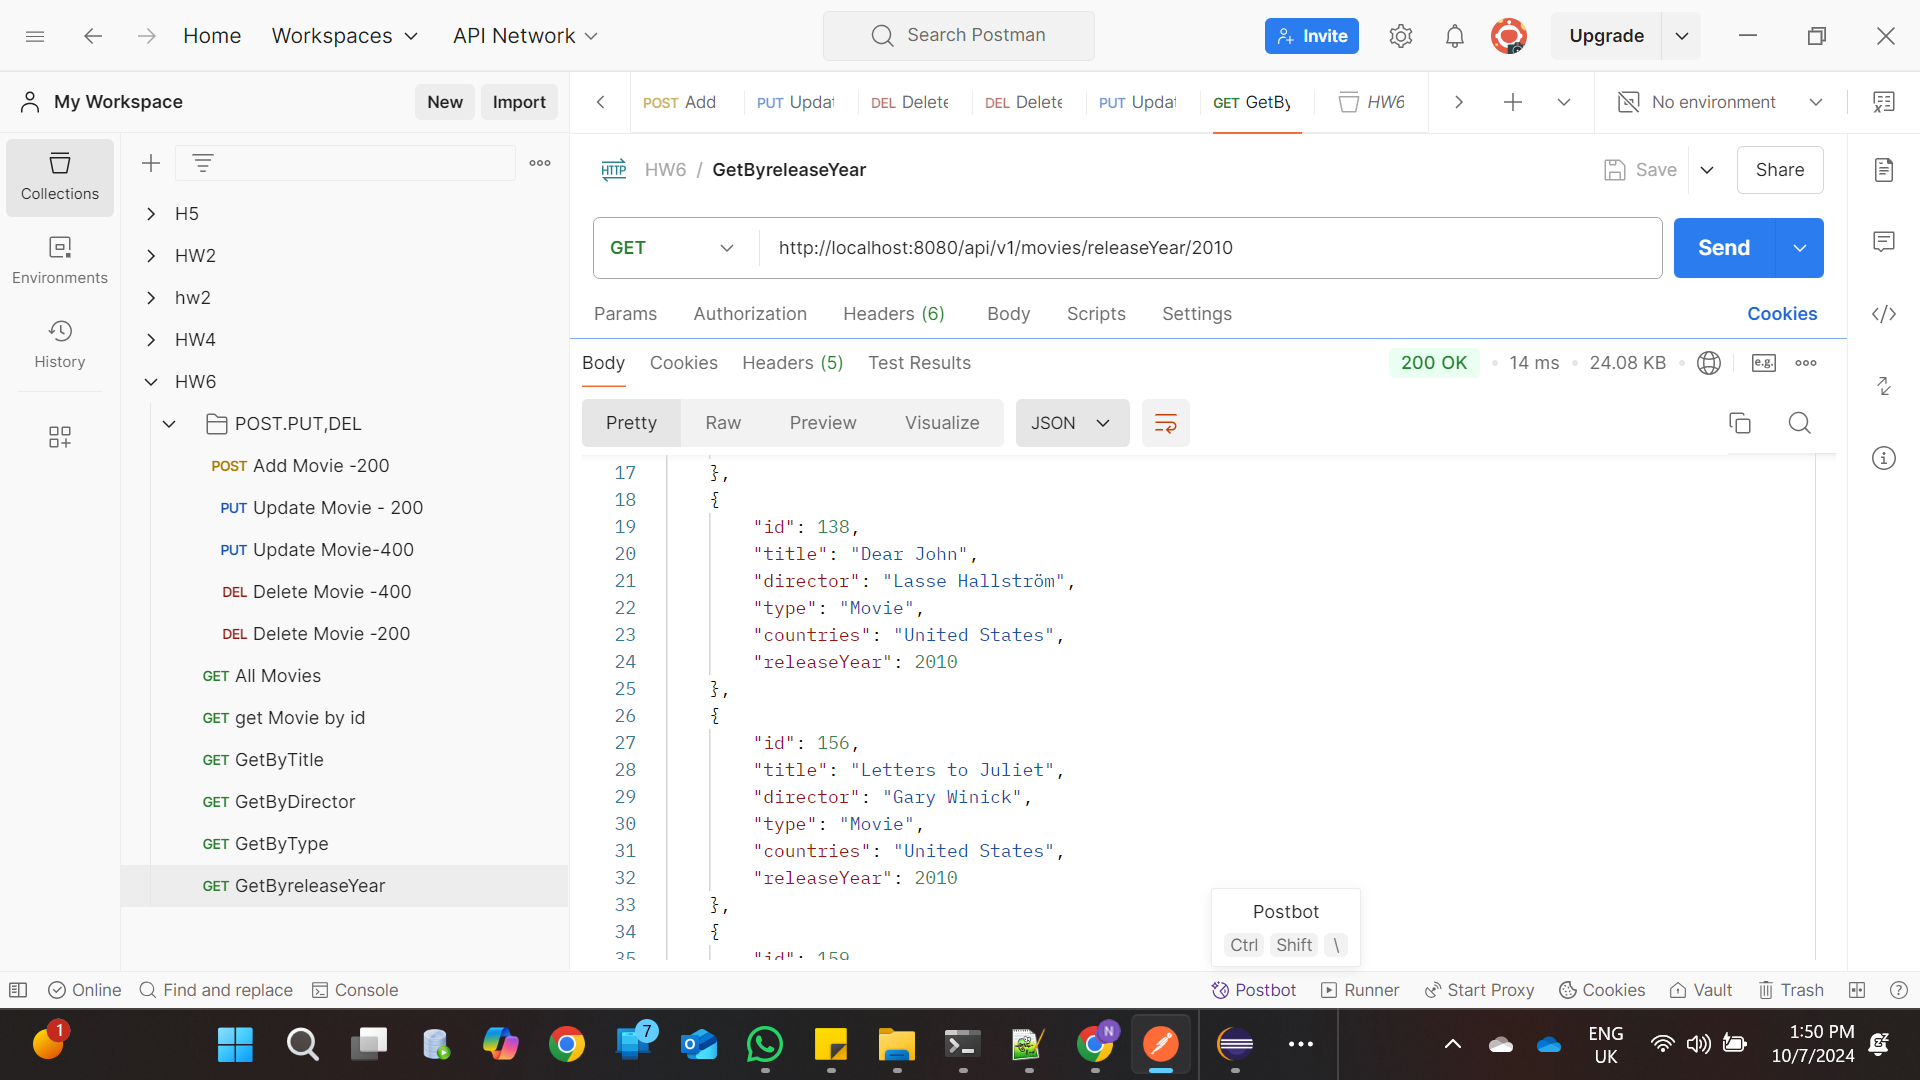 Home
Workspaces
API Network
Search Postman
Invite
Upgrade
My Workspace
New
Import
POST Add
PUT Updat
DEL Delete
DEL Delete
PUT Updat
GET GetBy
HW6
No environment
Collections
Environments
History
H5
HW2
hw2
HW4
HW6
POST.PUT,DEL
POST Add Movie -200
PUT Update Movie - 200
PUT Update Movie-400
DEL Delete Movie -400
DEL Delete Movie -200
GET All Movies
GET get Movie by id
GET GetByTitle
GET GetByDirector
GET GetByType
GET GetByreleaseYear
HTTP HW6 / GetByreleaseYear
Save
Share
GET
http://localhost:8080/api/v1/movies/releaseYear/2010
Send
Params Authorization Headers (6) Body Scripts Settings
Cookies
Body Cookies Headers (5) Test Results
200 OK • 14 ms • 24.08 KB
e.g.
Pretty Raw Preview Visualize
JSON
17 },
18 {
19 "id": 138,
20 "title": "Dear John",
21 "director": "Lasse Hallström",
22 "type": "Movie",
23 "countries": "United States",
24 "releaseYear": 2010
25 },
26 {
27 "id": 156,
28 "title": "Letters to Juliet",
29 "director": "Gary Winick",
30 "type": "Movie",
31 "countries": "United States",
32 "releaseYear": 2010
33 },
34 {
35 "id": 159
Postbot
Ctrl Shift \
Online
Find and replace
Console
Postbot
Runner
Start Proxy
Cookies
Vault
Trash
1
7
N
ENG
UK
1:50 PM
10/7/2024